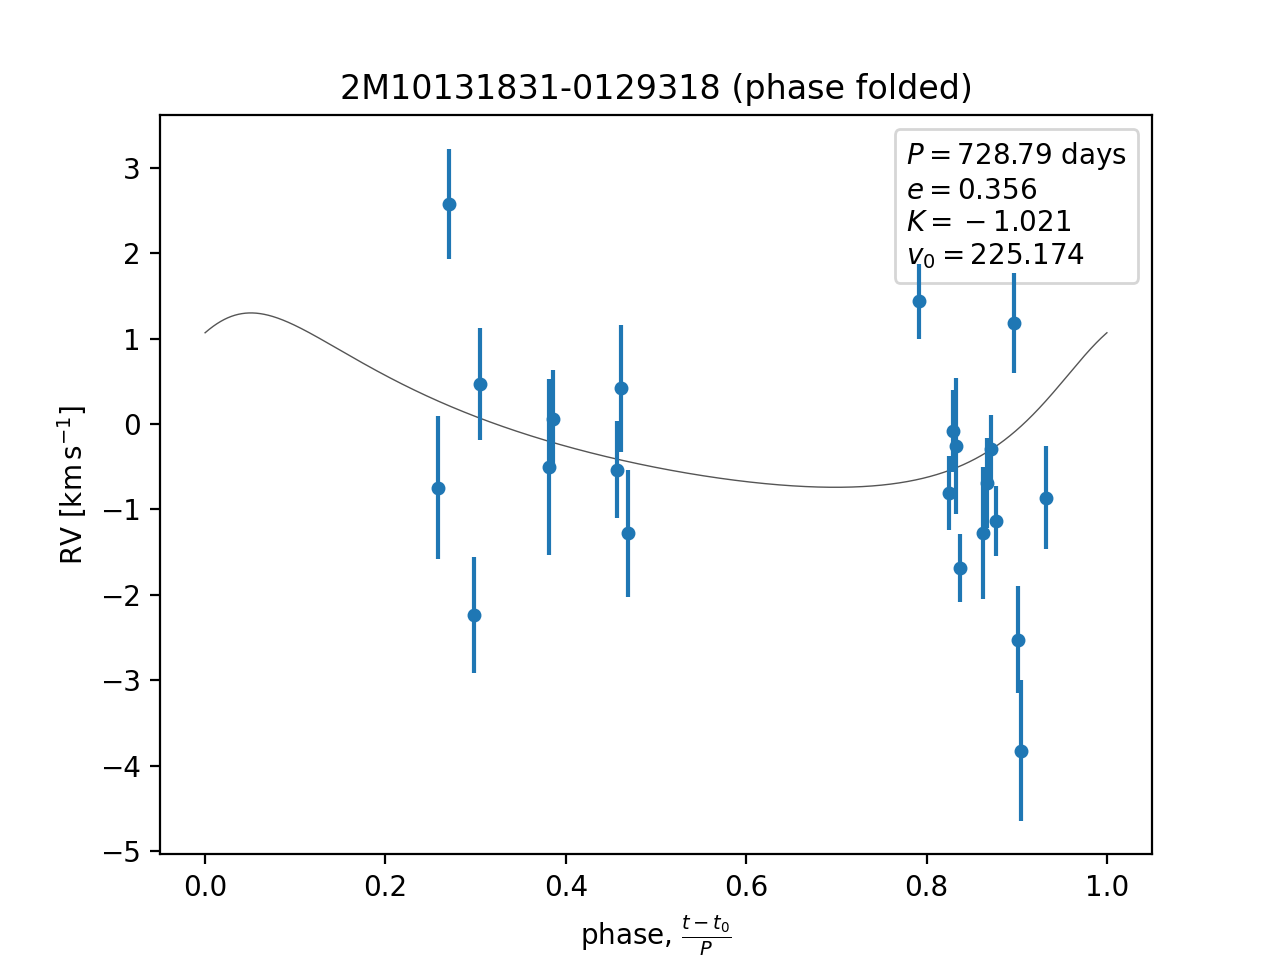 2M10131831-0129318 (phase folded)
P = 728.79 days
e = 0.356
K = −1.021
v₀ = 225.174
3
2
1
0
−1
−2
−3
−4
−5
RV [km s⁻¹]
0.0 0.2 0.4 0.6 0.8 1.0
phase, (t − t₀)/P